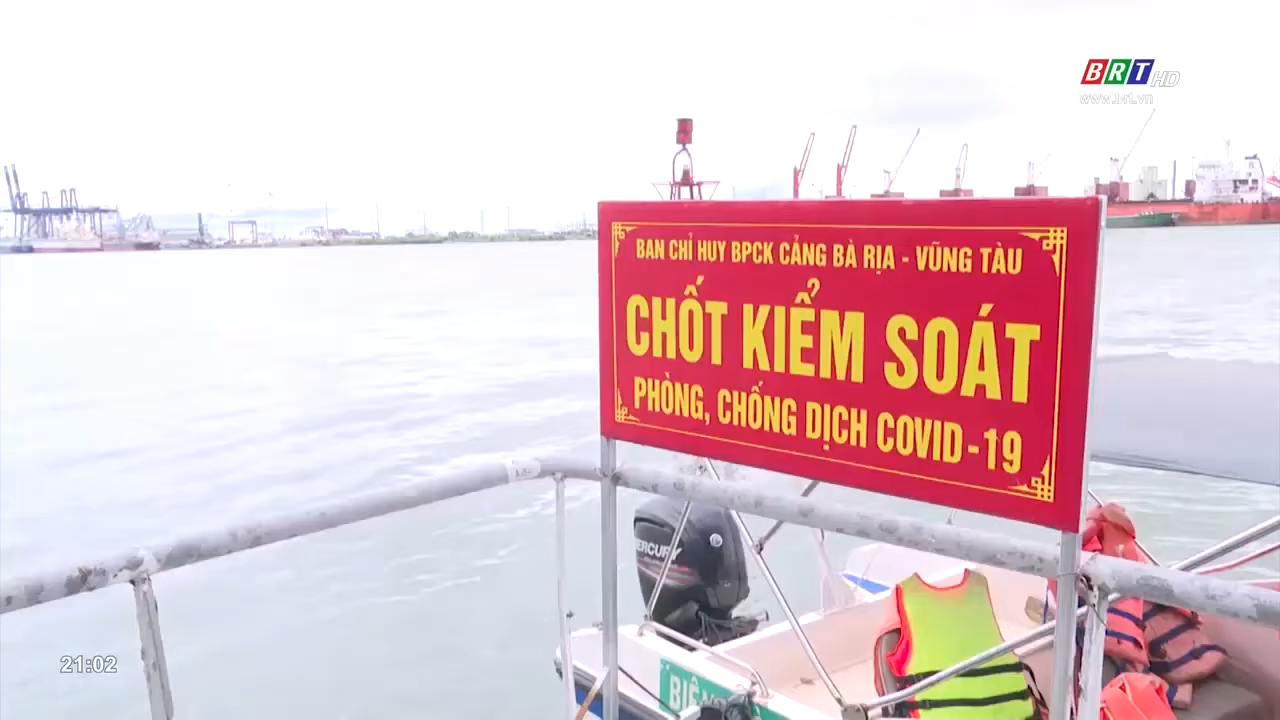 BRT HD
www.brt.vn
BAN CHỈ HUY BPCK CẢNG BÀ RỊA - VŨNG TÀU
CHỐT KIỂM SOÁT
PHÒNG, CHỐNG DỊCH COVID-19
MERCURY
21:02